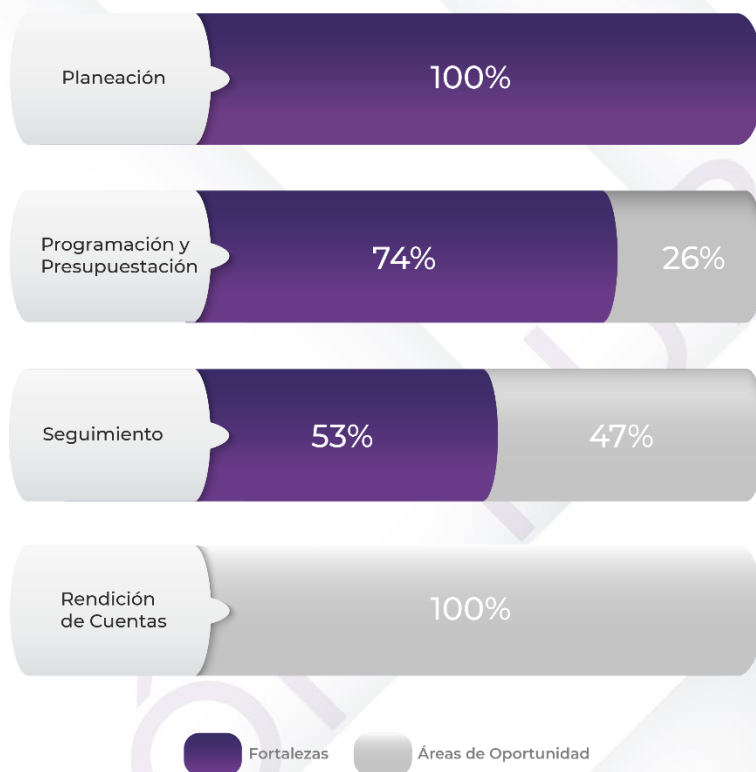 Planeación
100%
Programación y
Presupuestación
74%
26%
Seguimiento
53%
47%
Rendición
de Cuentas
100%
Fortalezas
Áreas de Oportunidad